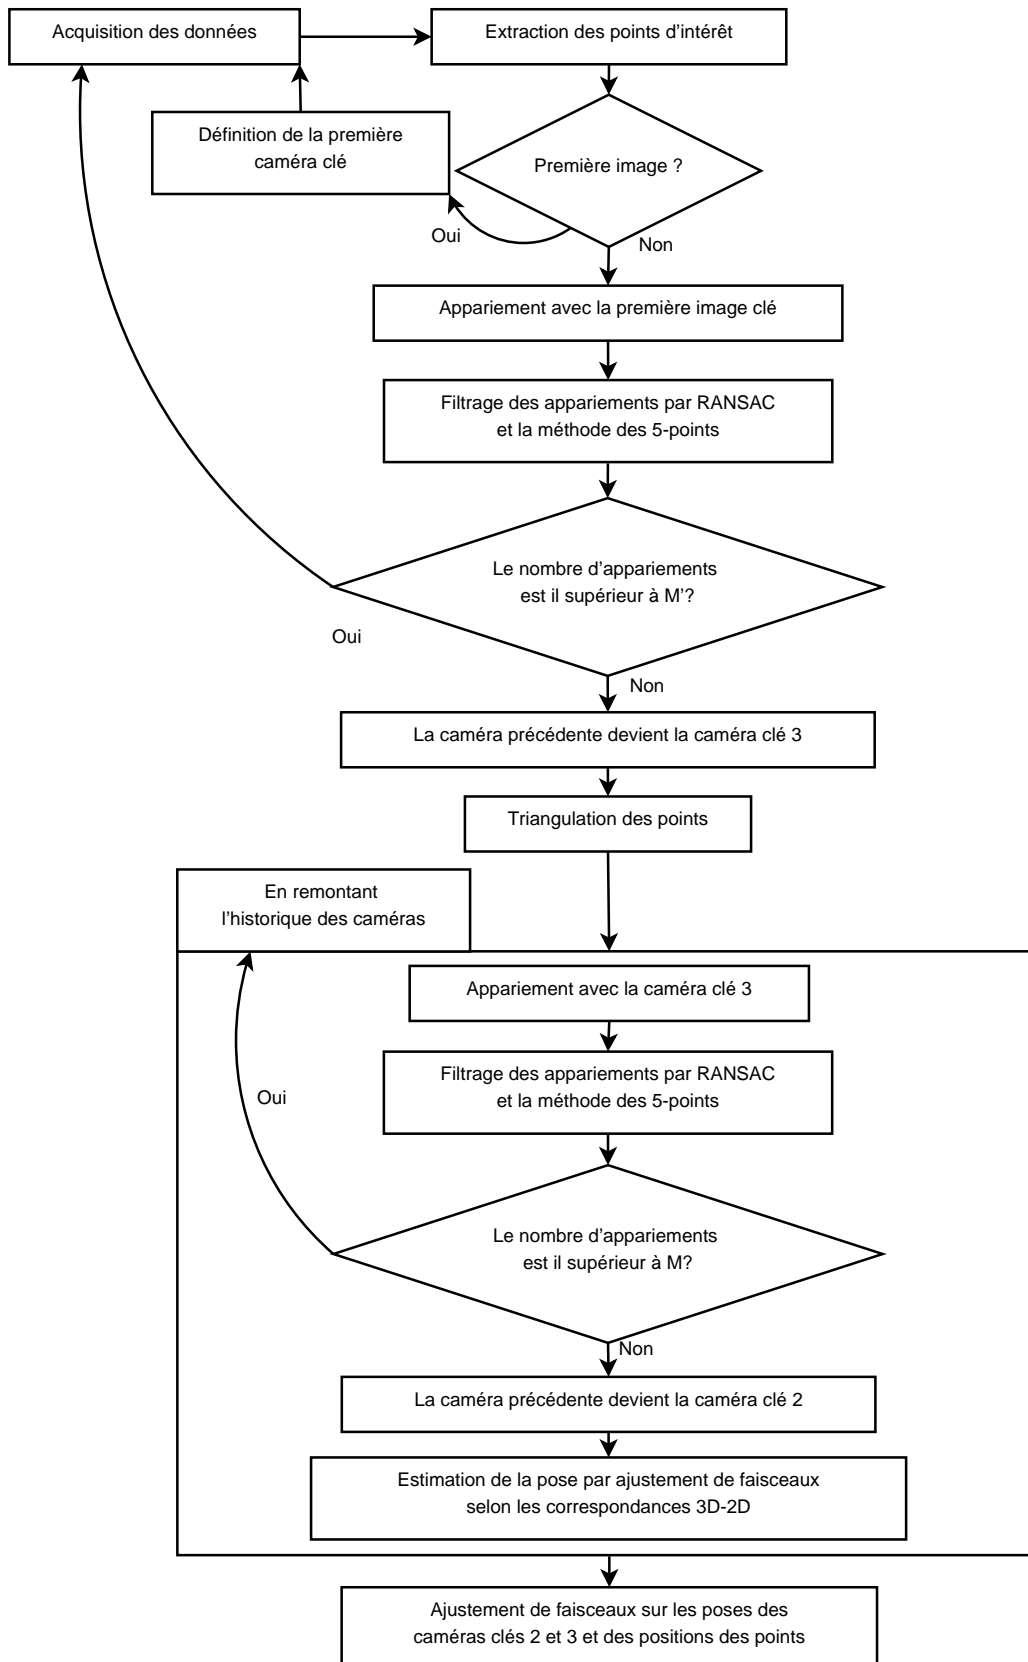 Acquisition des données
Extraction des points d'intérêt
Définition de la première
caméra clé
Première image ?
Oui
Non
Appariement avec la première image clé
Filtrage des appariements par RANSAC
et la méthode des 5-points
Le nombre d'appariements
est il supérieur à M'?
Oui
Non
La caméra précédente devient la caméra clé 3
Triangulation des points
En remontant
l'historique des caméras
Appariement avec la caméra clé 3
Filtrage des appariements par RANSAC
et la méthode des 5-points
Oui
Le nombre d'appariements
est il supérieur à M?
Non
La caméra précédente devient la caméra clé 2
Estimation de la pose par ajustement de faisceaux
selon les correspondances 3D-2D
Ajustement de faisceaux sur les poses des
caméras clés 2 et 3 et des positions des points